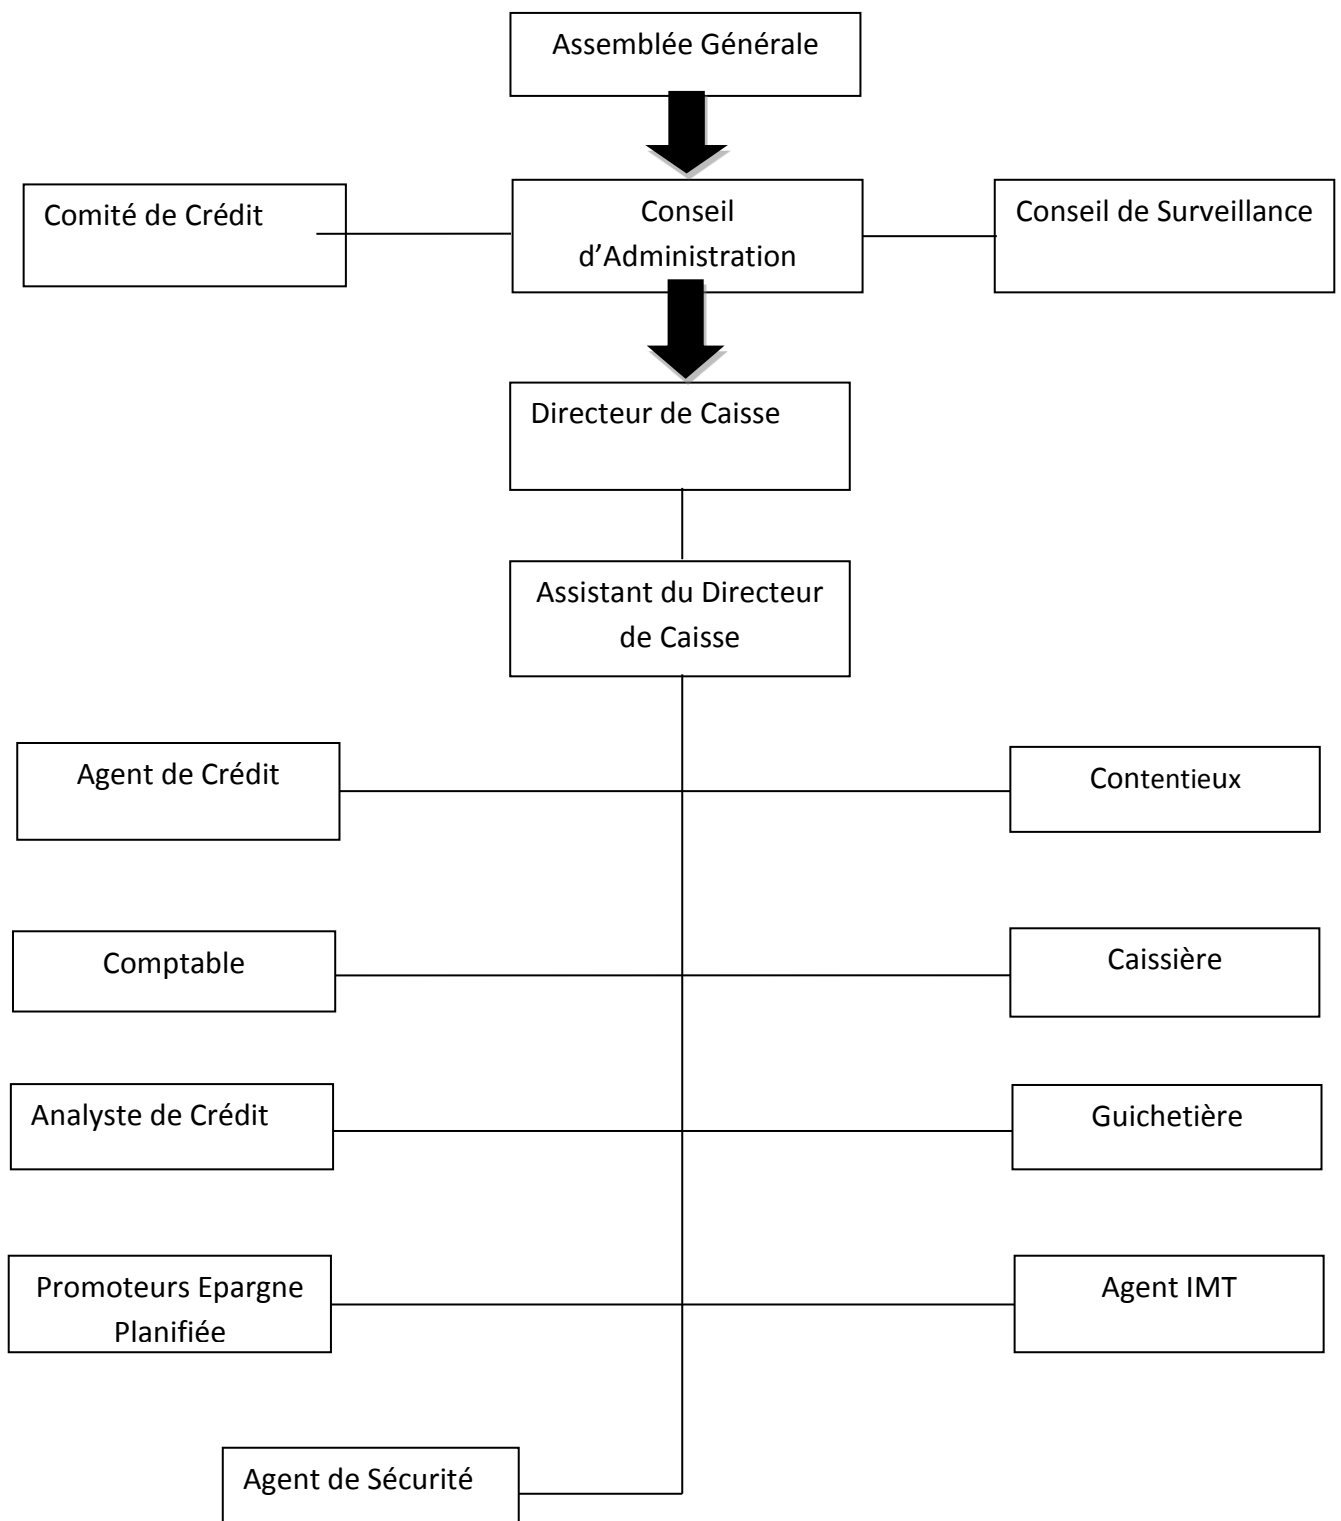 Assemblée Générale
Comité de Crédit
Conseil
d’Administration
Conseil de Surveillance
Directeur de Caisse
Assistant du Directeur
de Caisse
Agent de Crédit
Contentieux
Comptable
Caissière
Analyste de Crédit
Guichetière
Promoteurs Epargne
Planifiée
Agent IMT
Agent de Sécurité